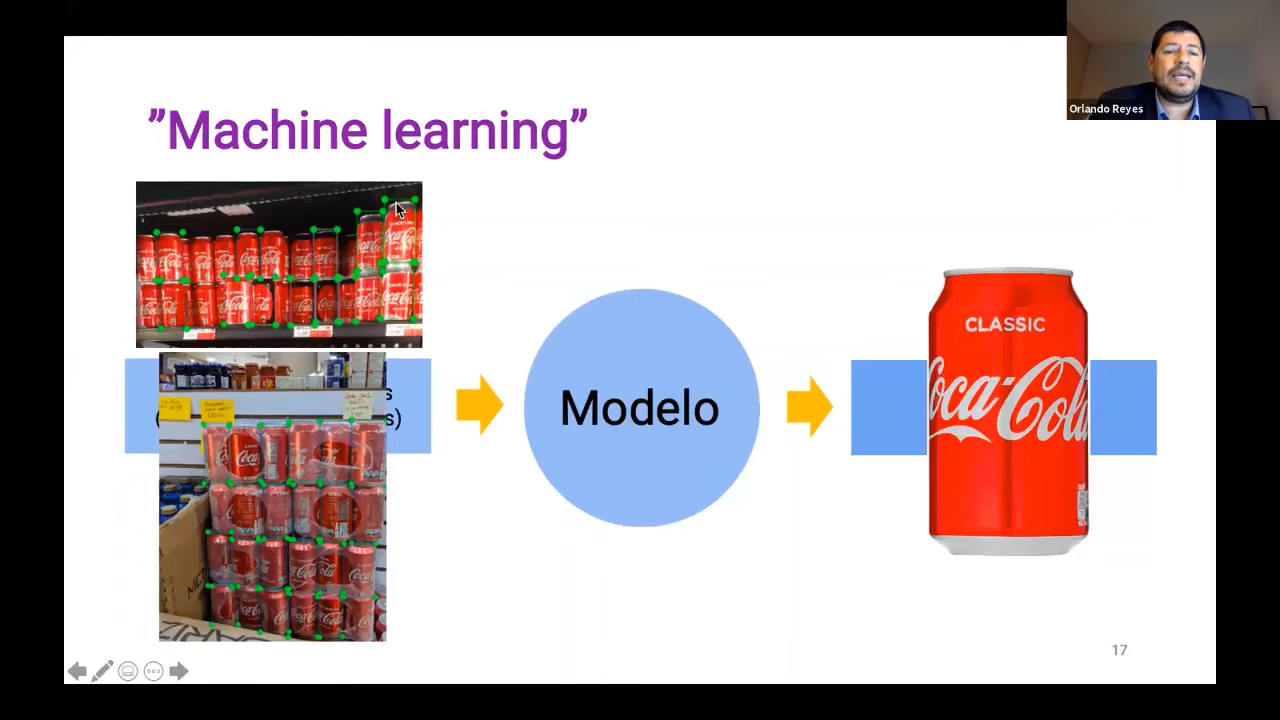 ”Machine learning”
Orlando Reyes
Modelo
CLASSIC
Coca-Cola
17